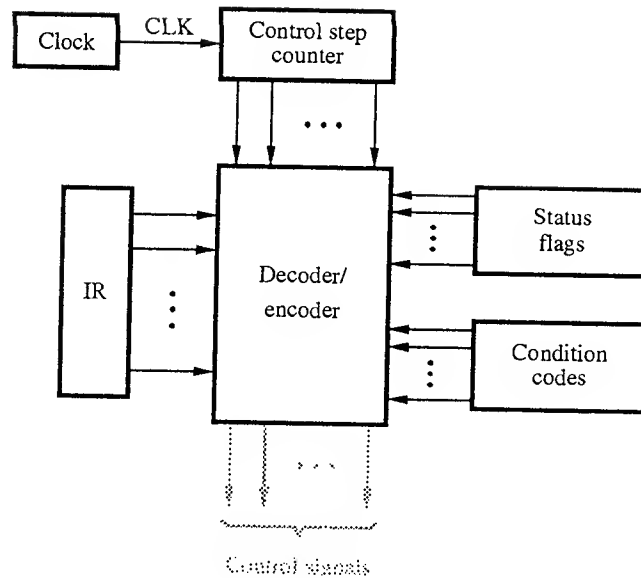 Clock
CLK
Control step
counter
IR
Decoder/
encoder
Status
flags
Condition
codes
Control signals